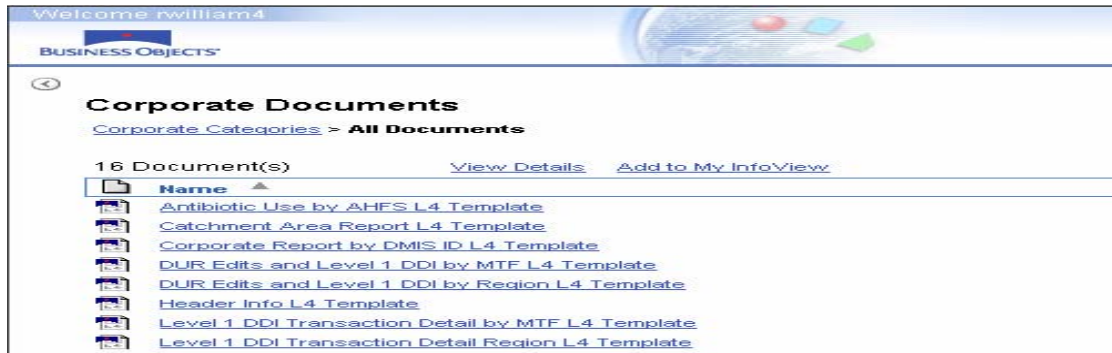 Welcome rwilliam4
BUSINESS OBJECTS
Corporate Documents
Corporate Categories > All Documents
16 Document(s) View Details Add to My InfoView
Name
Antibiotic Use by AHFS L4 Template
Catchment Area Report L4 Template
Corporate Report by DMIS ID L4 Template
DUR Edits and Level 1 DDI by MTF L4 Template
DUR Edits and Level 1 DDI by Region L4 Template
Header Info L4 Template
Level 1 DDI Transaction Detail by MTF L4 Template
Level 1 DDI Transaction Detail Region L4 Template